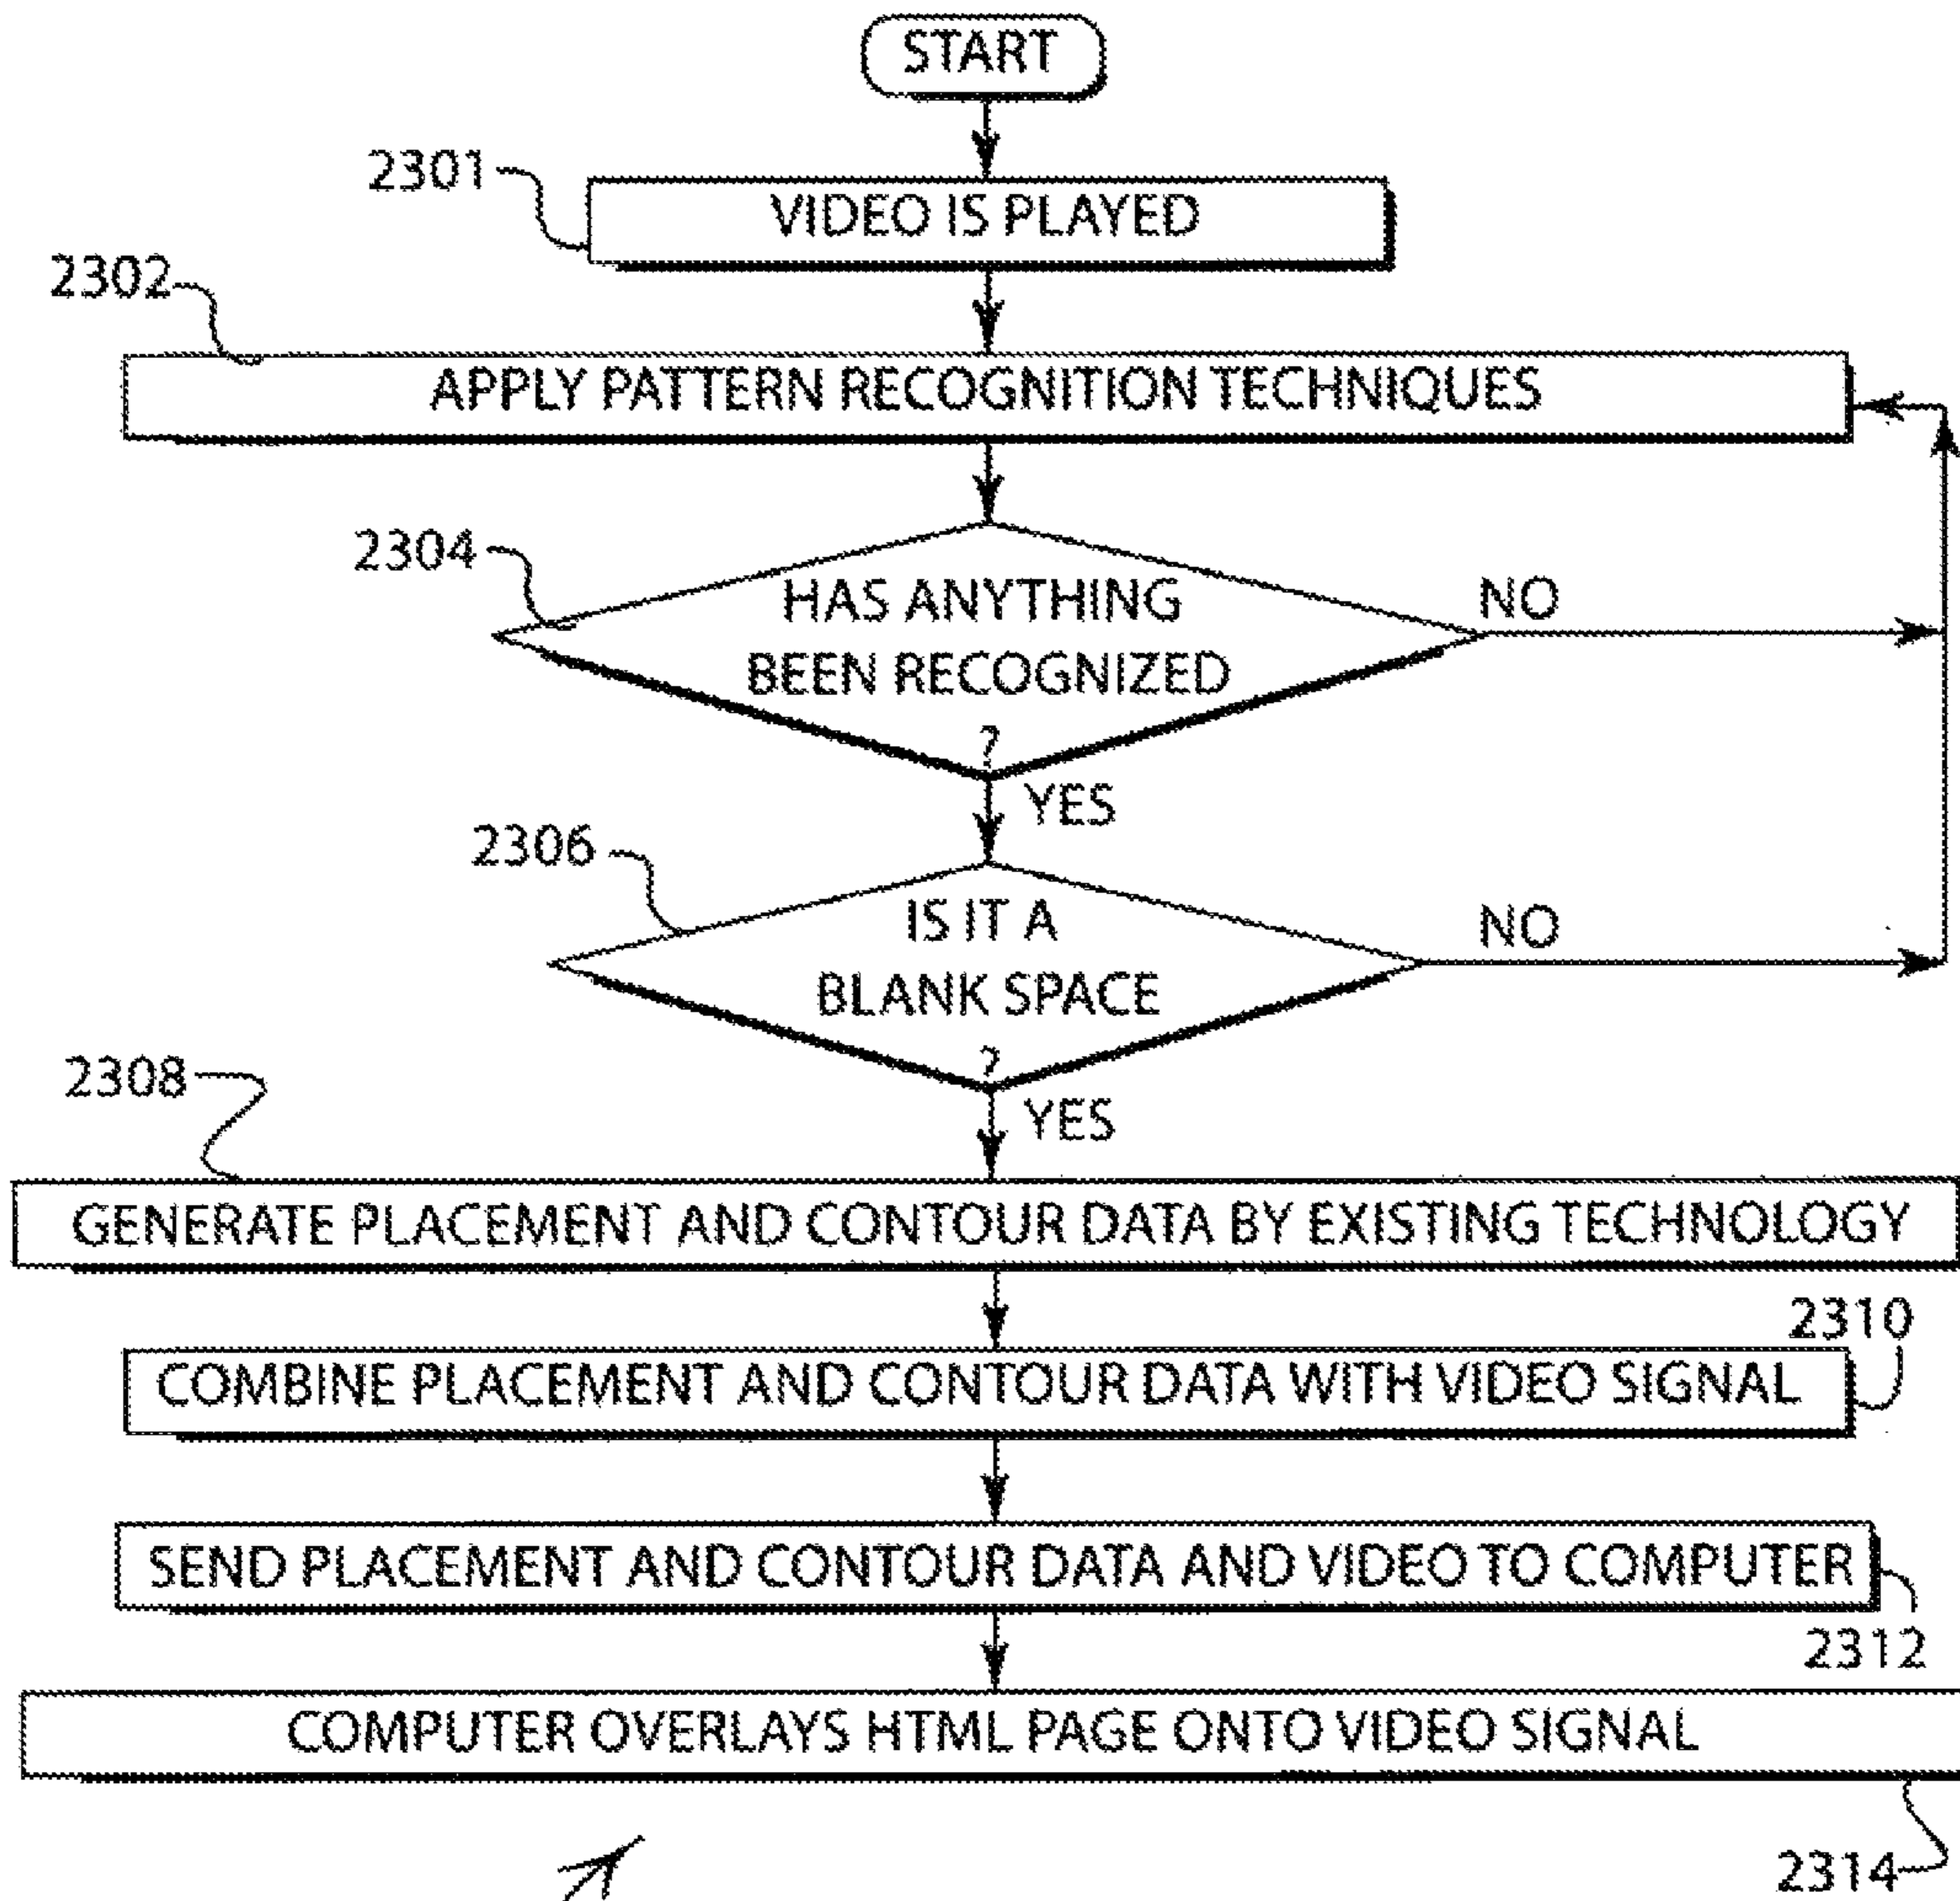 START
2301
VIDEO IS PLAYED
2302
APPLY PATTERN RECOGNITION TECHNIQUES
2304
HAS ANYTHING
BEEN RECOGNIZED
?
NO
YES
2306
IS IT A
BLANK SPACE
?
NO
YES
2308
GENERATE PLACEMENT AND CONTOUR DATA BY EXISTING TECHNOLOGY
2310
COMBINE PLACEMENT AND CONTOUR DATA WITH VIDEO SIGNAL
SEND PLACEMENT AND CONTOUR DATA AND VIDEO TO COMPUTER
2312
COMPUTER OVERLAYS HTML PAGE ONTO VIDEO SIGNAL
2314